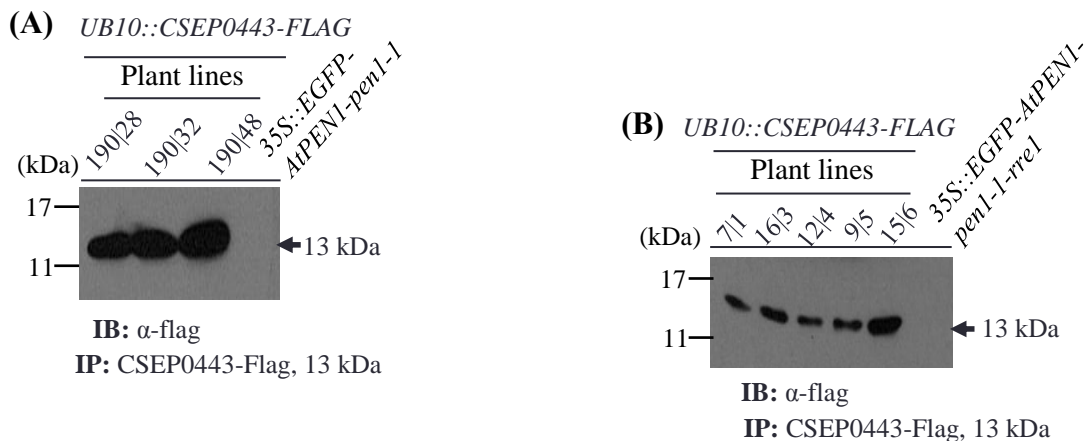 (A) UB10::CSEP0443-FLAG
Plant lines
190|28
190|32
190|48
35S::EGFP-
AtPEN1-pen1-1
(kDa)
17
11
13 kDa
IB: α-flag
IP: CSEP0443-Flag, 13 kDa
(B) UB10::CSEP0443-FLAG
Plant lines
7|1
16|3
12|4
9|5
15|6
35S::EGFP-AtPEN1-
pen1-1-rre1
(kDa)
17
11
13 kDa
IB: α-flag
IP: CSEP0443-Flag, 13 kDa